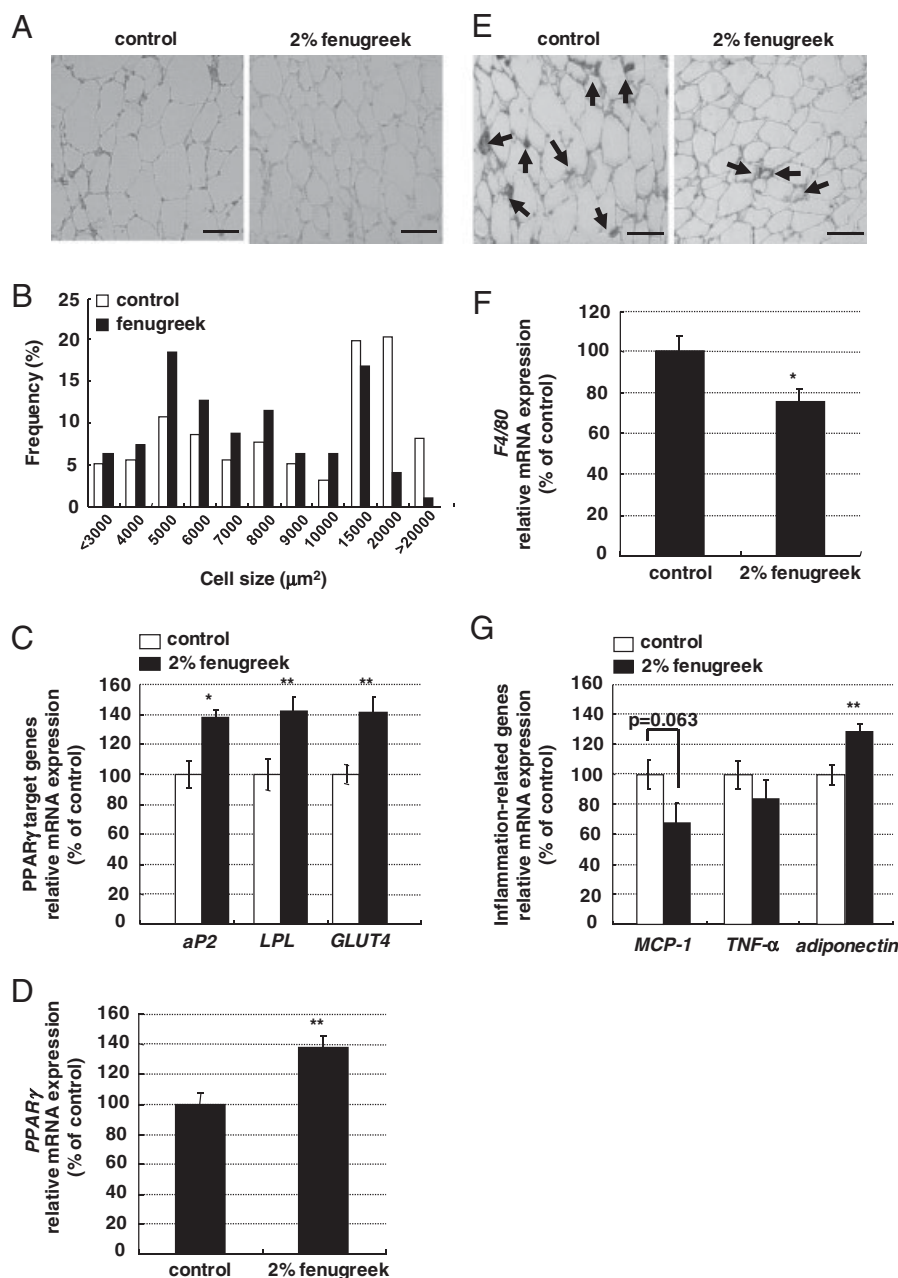 A
control
2% fenugreek
B
25
20
15
10
5
0
Frequency (%)
control
fenugreek
<3000
4000
5000
6000
7000
8000
9000
10000
15000
20000
>20000
Cell size (μm²)
C
control
2% fenugreek
PPARγ target genes
relative mRNA expression
(% of control)
160
140
120
100
80
60
40
20
0
*
**
**
aP2
LPL
GLUT4
D
PPARγ
relative mRNA expression
(% of control)
160
140
120
100
80
60
40
20
0
**
control
2% fenugreek
E
control
2% fenugreek
F
F4/80
relative mRNA expression
(% of control)
120
100
80
60
40
20
0
*
control
2% fenugreek
G
control
2% fenugreek
Inflammation-related genes
relative mRNA expression
(% of control)
160
140
120
100
80
60
40
20
0
p=0.063
**
MCP-1
TNF-α
adiponectin